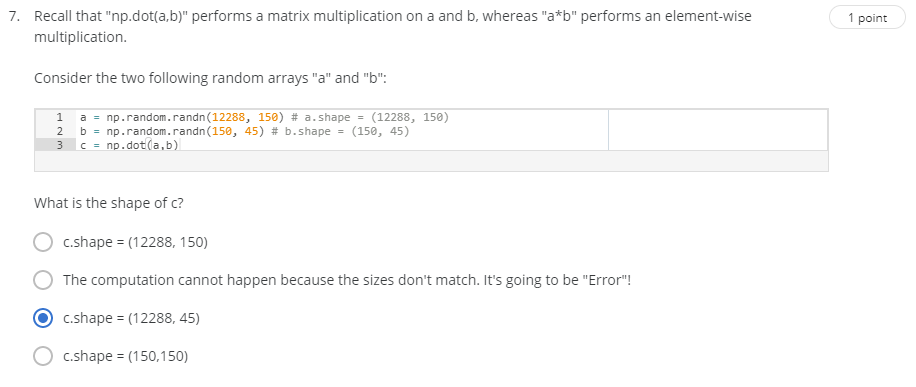 7. Recall that "np.dot(a,b)" performs a matrix multiplication on a and b, whereas "a*b" performs an element-wise
1 point
multiplication.
Consider the two following random arrays "a" and "b":
1 a = np.random.randn(12288, 150) # a.shape = (12288, 150)
2 b = np.random.randn(150, 45) # b.shape = (150, 45)
3 c = np.dot(a,b)
What is the shape of c?
c.shape = (12288, 150)
The computation cannot happen because the sizes don't match. It's going to be "Error"!
c.shape = (12288, 45)
c.shape = (150,150)